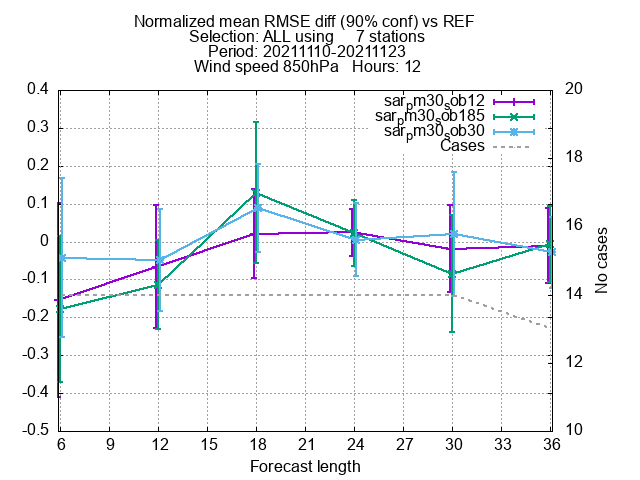 Normalized mean RMSE diff (90% conf) vs REF
Selection: ALL using 7 stations
Period: 20211110-20211123
Wind speed 850hPa Hours: 12
0.4
0.3
0.2
0.1
0
-0.1
-0.2
-0.3
-0.4
-0.5
20
18
16
14
12
10
No cases
sarpm30sob12
sarpm30sob185
sarpm30sob30
Cases
6 9 12 15 18 21 24 27 30 33 36
Forecast length